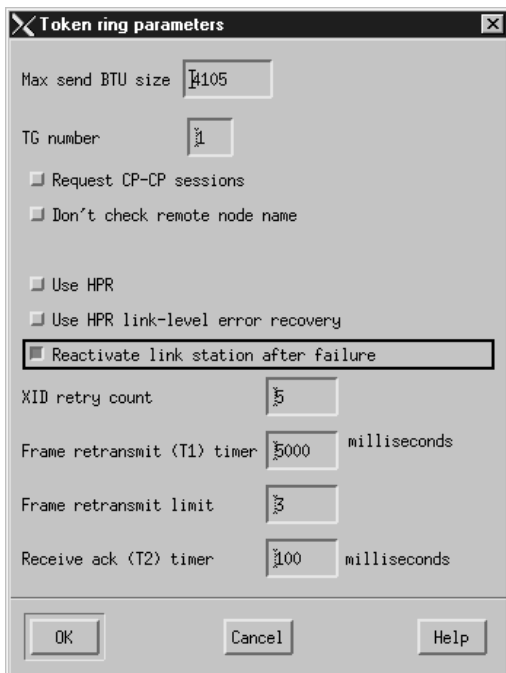 Token ring parameters
Max send BTU size 4105
TG number 1
Request CP-CP sessions
Don't check remote node name
Use HPR
Use HPR link-level error recovery
Reactivate link station after failure
XID retry count 5
Frame retransmit (T1) timer 5000 milliseconds
Frame retransmit limit 3
Receive ack (T2) timer 100 milliseconds
OK Cancel Help